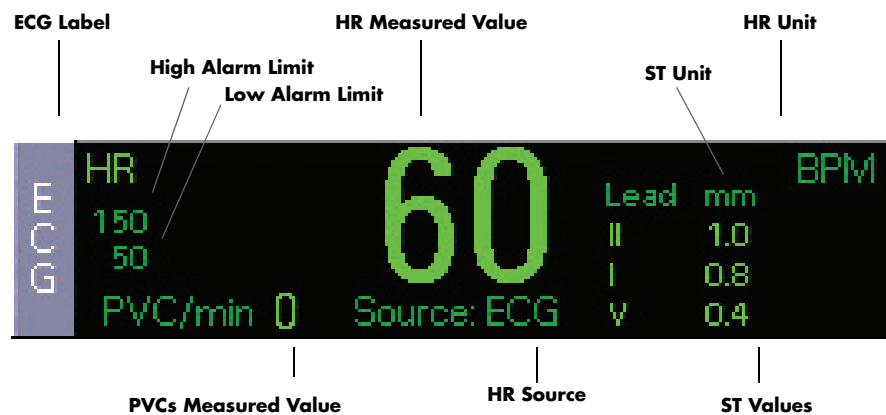 ECG Label
HR Measured Value
HR Unit
High Alarm Limit
ST Unit
Low Alarm Limit
ECG
HR
60
BPM
150
50
Lead mm
II 1.0
I 0.8
V 0.4
PVC/min 0
Source: ECG
PVCs Measured Value
HR Source
ST Values